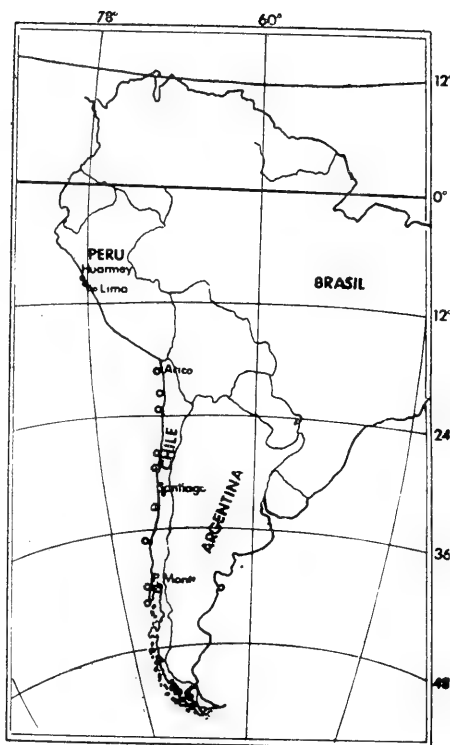 78° 60°
12°
0°
PERU
Huarmey
Lima
BRASIL
12°
Arica
24°
CHILE
Santiago
ARGENTINA
36°
Montt
48°